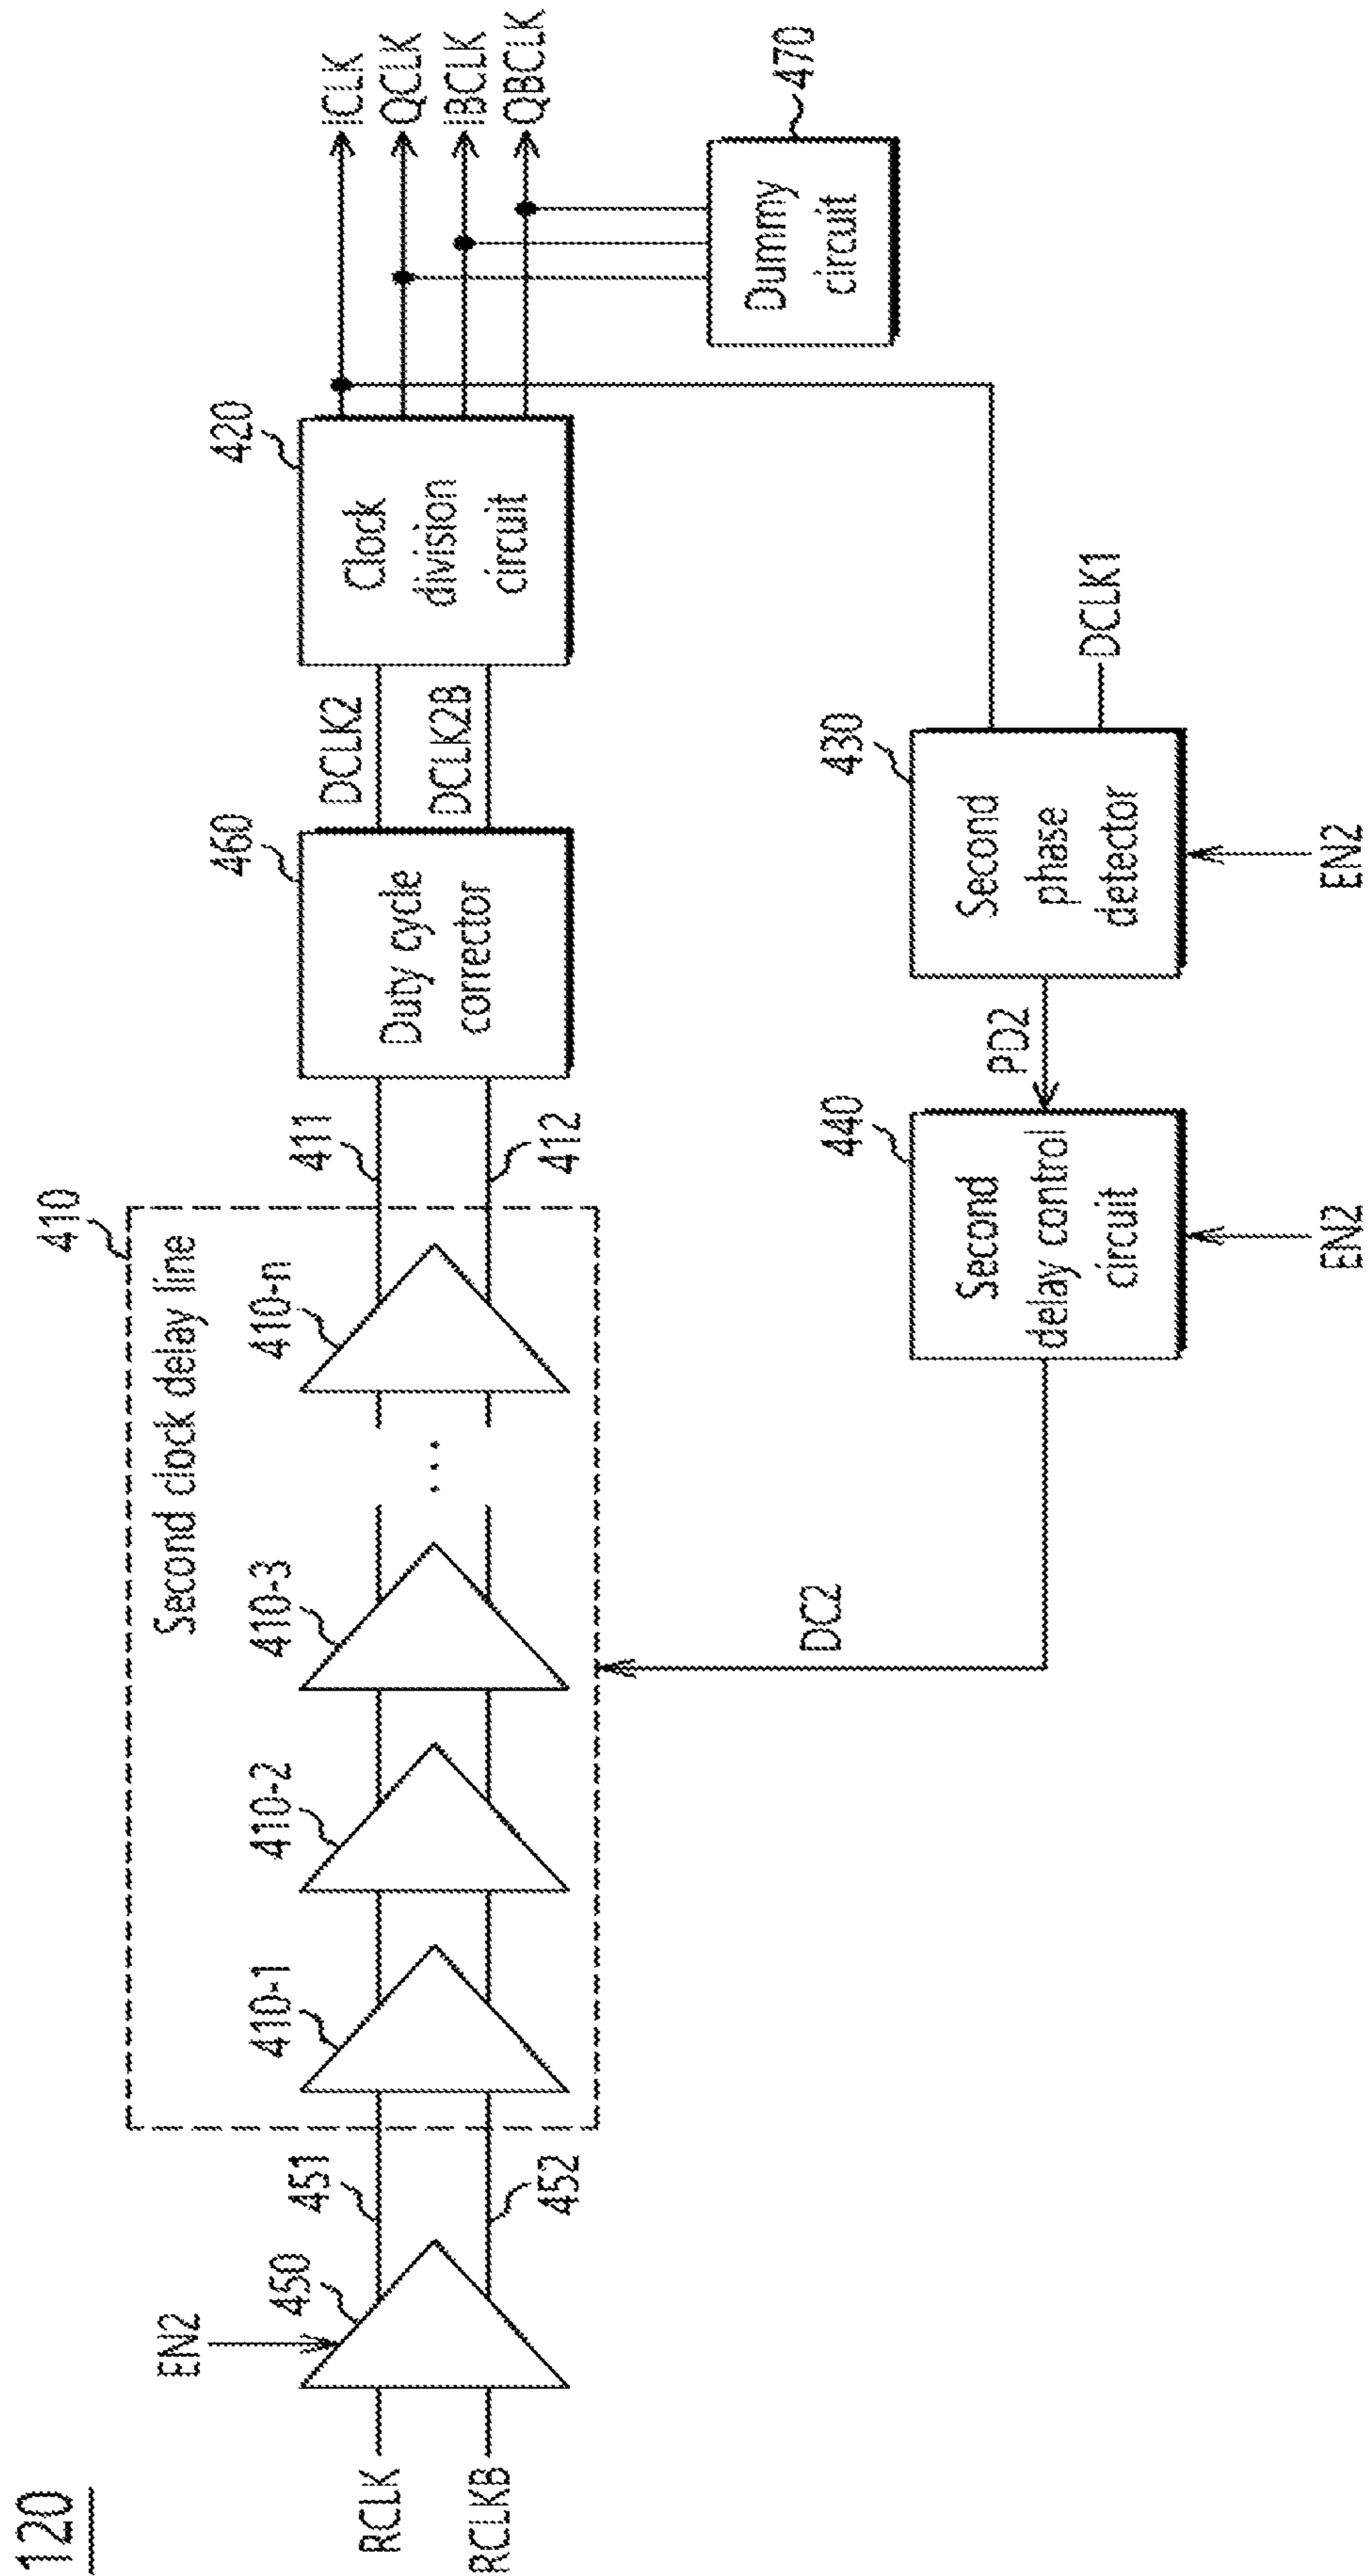 120
410
Second clock delay line
EN2
450
451
410-1
410-2
410-3
...
410-n
411
460
420
RCLK
RCLKB
452
412
Duty cycle
corrector
DCLK2
DCLK2B
Clock
division
circuit
ICLK
QCLK
IBCLK
QBCLK
470
Dummy
circuit
DC2
440
Second
delay control
circuit
PD2
430
Second
phase
detector
DCLK1
EN2
EN2